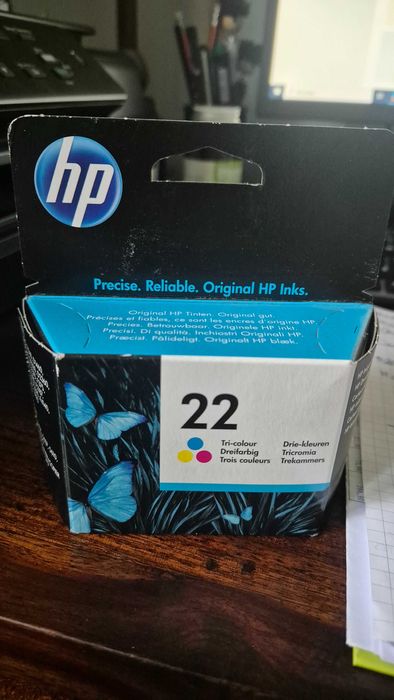 hp
Precise. Reliable. Original HP Inks.
Original HP Tinten. Original gut.
Précises et fiables, ce sont les encres d'origine HP
Precies. Betrouwbaar. Originele HP inkt
Precisi. Di qualità. Inchiostri Originali HP.
Præcist. Pålideligt. Originalt HP blæk.
22
Tri-colour Drie-kleuren
Dreifarbig Tricromia
Trois couleurs Trekammers